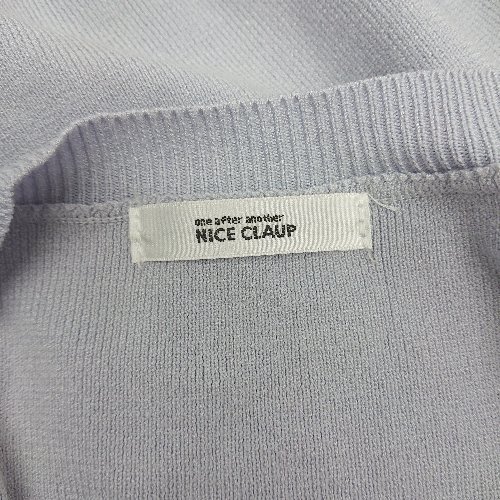 one after another
NICE CLAUP